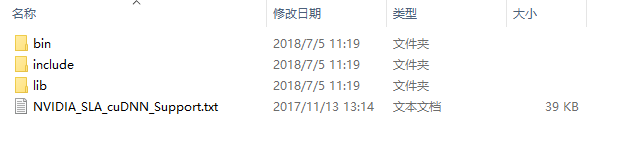 名称 修改日期 类型 大小
bin 2018/7/5 11:19 文件夹
include 2018/7/5 11:19 文件夹
lib 2018/7/5 11:19 文件夹
NVIDIA_SLA_cuDNN_Support.txt 2017/11/13 13:14 文本文档 39 KB